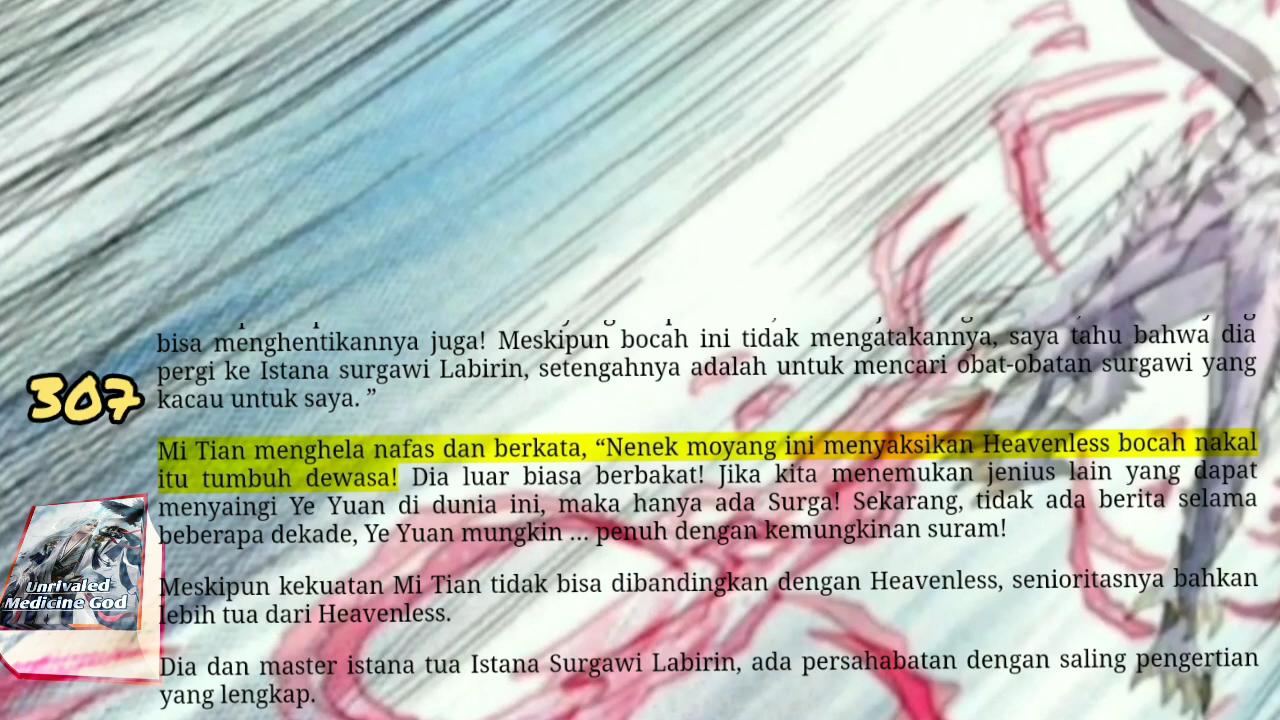 bisa menghentikannya juga! Meskipun bocah ini tidak mengatakannya, saya tahu bahwa dia
pergi ke Istana surgawi Labirin, setengahnya adalah untuk mencari obat-obatan surgawi yang
kacau untuk saya. ”
307
Mi Tian menghela nafas dan berkata, “Nenek moyang ini menyaksikan Heavenless bocah nakal
itu tumbuh dewasa! Dia luar biasa berbakat! Jika kita menemukan jenius lain yang dapat
menyaingi Ye Yuan di dunia ini, maka hanya ada Surga! Sekarang, tidak ada berita selama
beberapa dekade, Ye Yuan mungkin ... penuh dengan kemungkinan suram!
Unrivaled
Medicine God
Meskipun kekuatan Mi Tian tidak bisa dibandingkan dengan Heavenless, senioritasnya bahkan
lebih tua dari Heavenless.
Dia dan master istana tua Istana Surgawi Labirin, ada persahabatan dengan saling pengertian
yang lengkap.